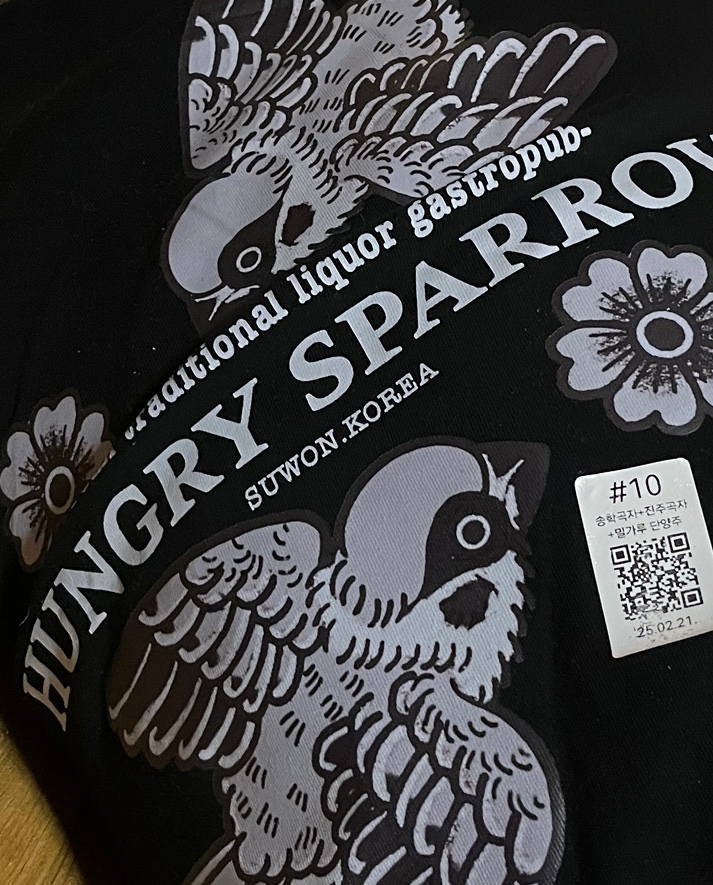 traditional liquor gastropub-
HUNGRY SPARROW
SUWON.KOREA
#10
송학곡자+진주곡자
+밀가루 단양주
'25.02.21.